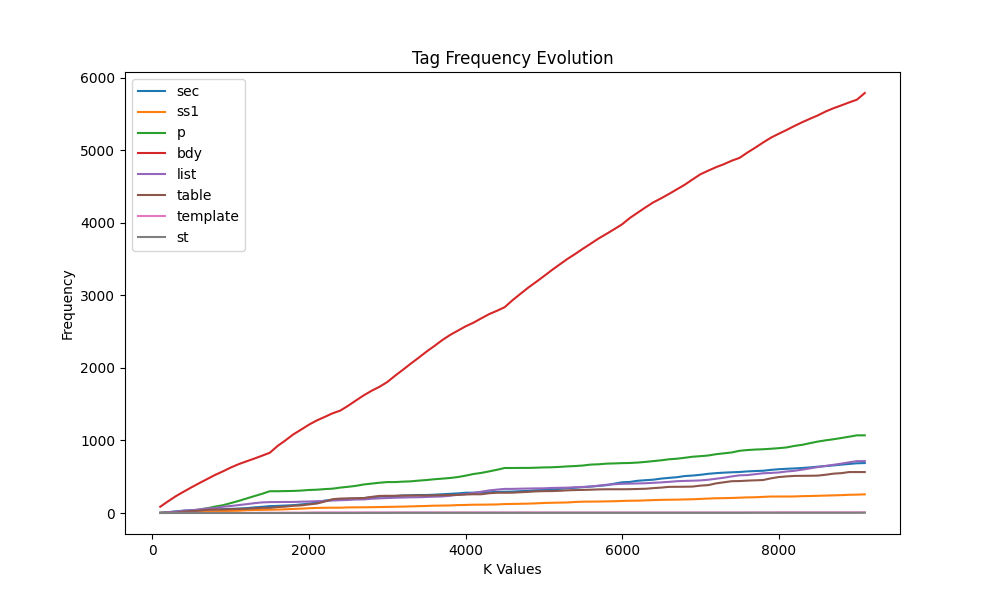 Tag Frequency Evolution
6000
5000
4000
3000
2000
1000
0
Frequency
sec
ss1
p
bdy
list
table
template
st
0
2000
4000
6000
8000
K Values